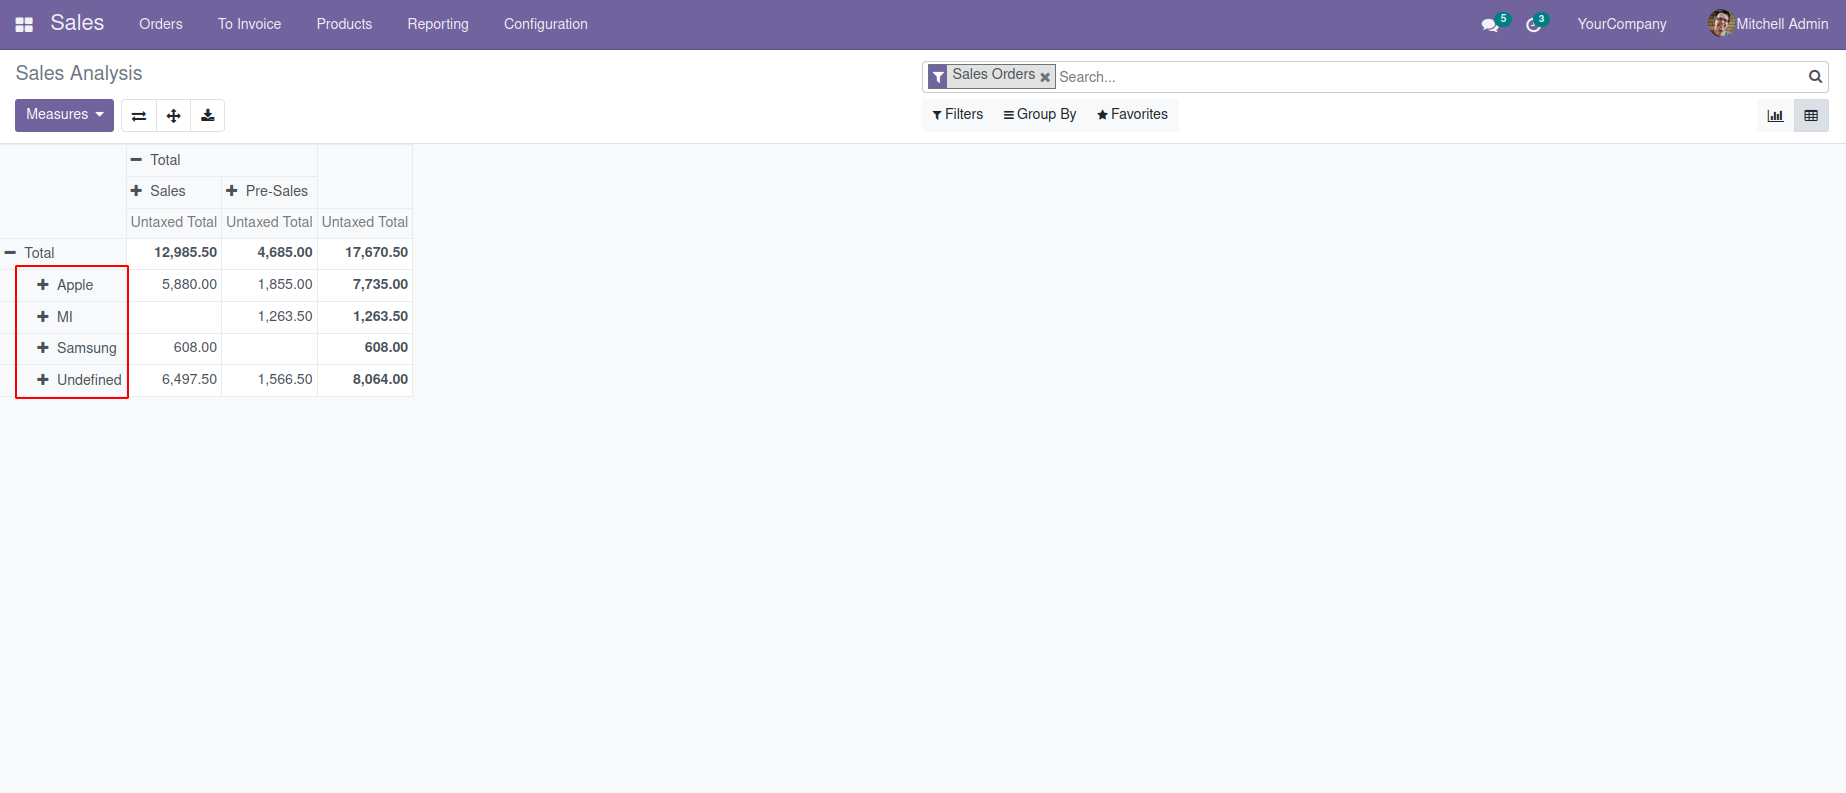 Sales Orders To Invoice Products Reporting Configuration 5 3 YourCompany Mitchell Admin
Sales Analysis
Sales Orders Search...
Measures
Filters Group By Favorites
Total
Sales Pre-Sales
Untaxed Total Untaxed Total Untaxed Total
Total 12,985.50 4,685.00 17,670.50
Apple 5,880.00 1,855.00 7,735.00
MI 1,263.50 1,263.50
Samsung 608.00 608.00
Undefined 6,497.50 1,566.50 8,064.00